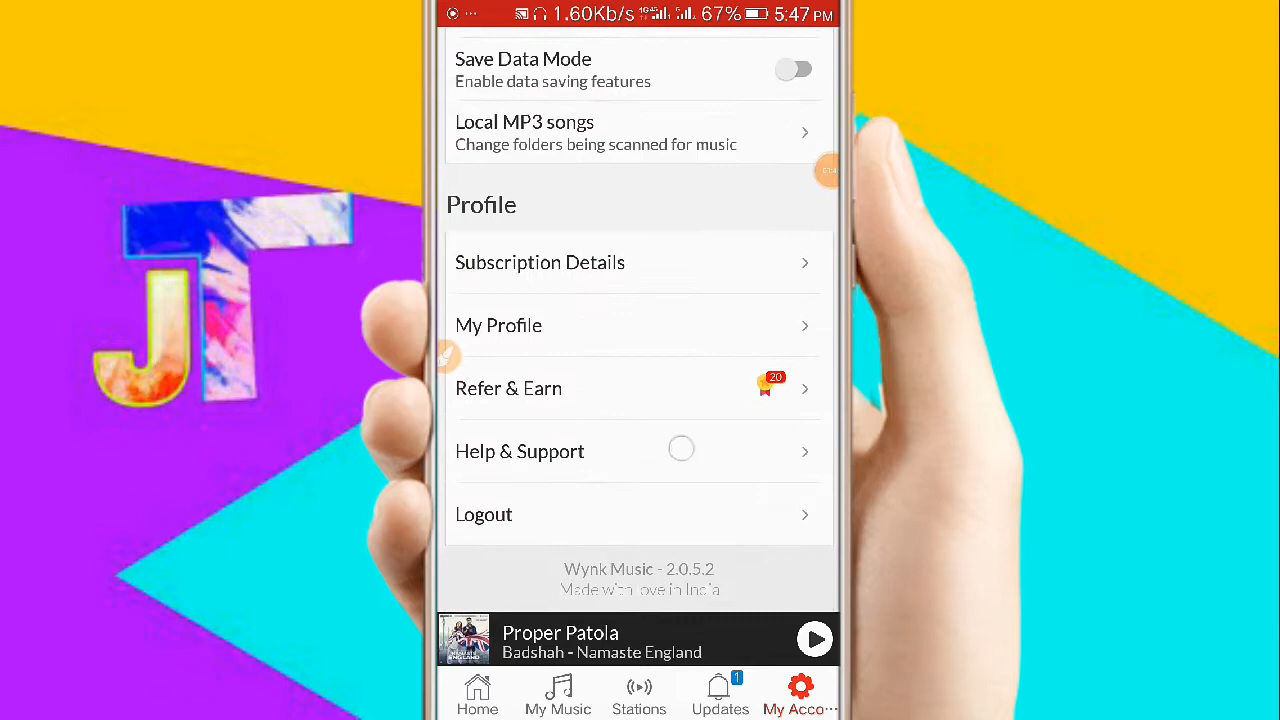 1.60Kb/s 67% 5:47 PM
Save Data Mode
Enable data saving features
Local MP3 songs
Change folders being scanned for music
Profile
Subscription Details
My Profile
Refer & Earn 20
Help & Support
Logout
Wynk Music - 2.0.5.2
Made with love in India
Proper Patola
Badshah - Namaste England
1
Home My Music Stations Updates My Acco...
JT